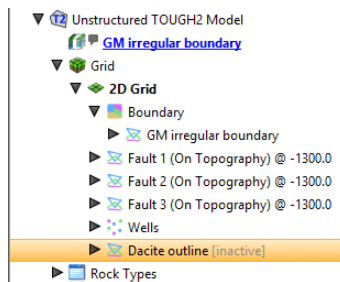 T2 Unstructured TOUGH2 Model
GM irregular boundary
Grid
2D Grid
Boundary
GM irregular boundary
Fault 1 (On Topography) @ -1300.0
Fault 2 (On Topography) @ -1300.0
Fault 3 (On Topography) @ -1300.0
Wells
Dacite outline [inactive]
Rock Types